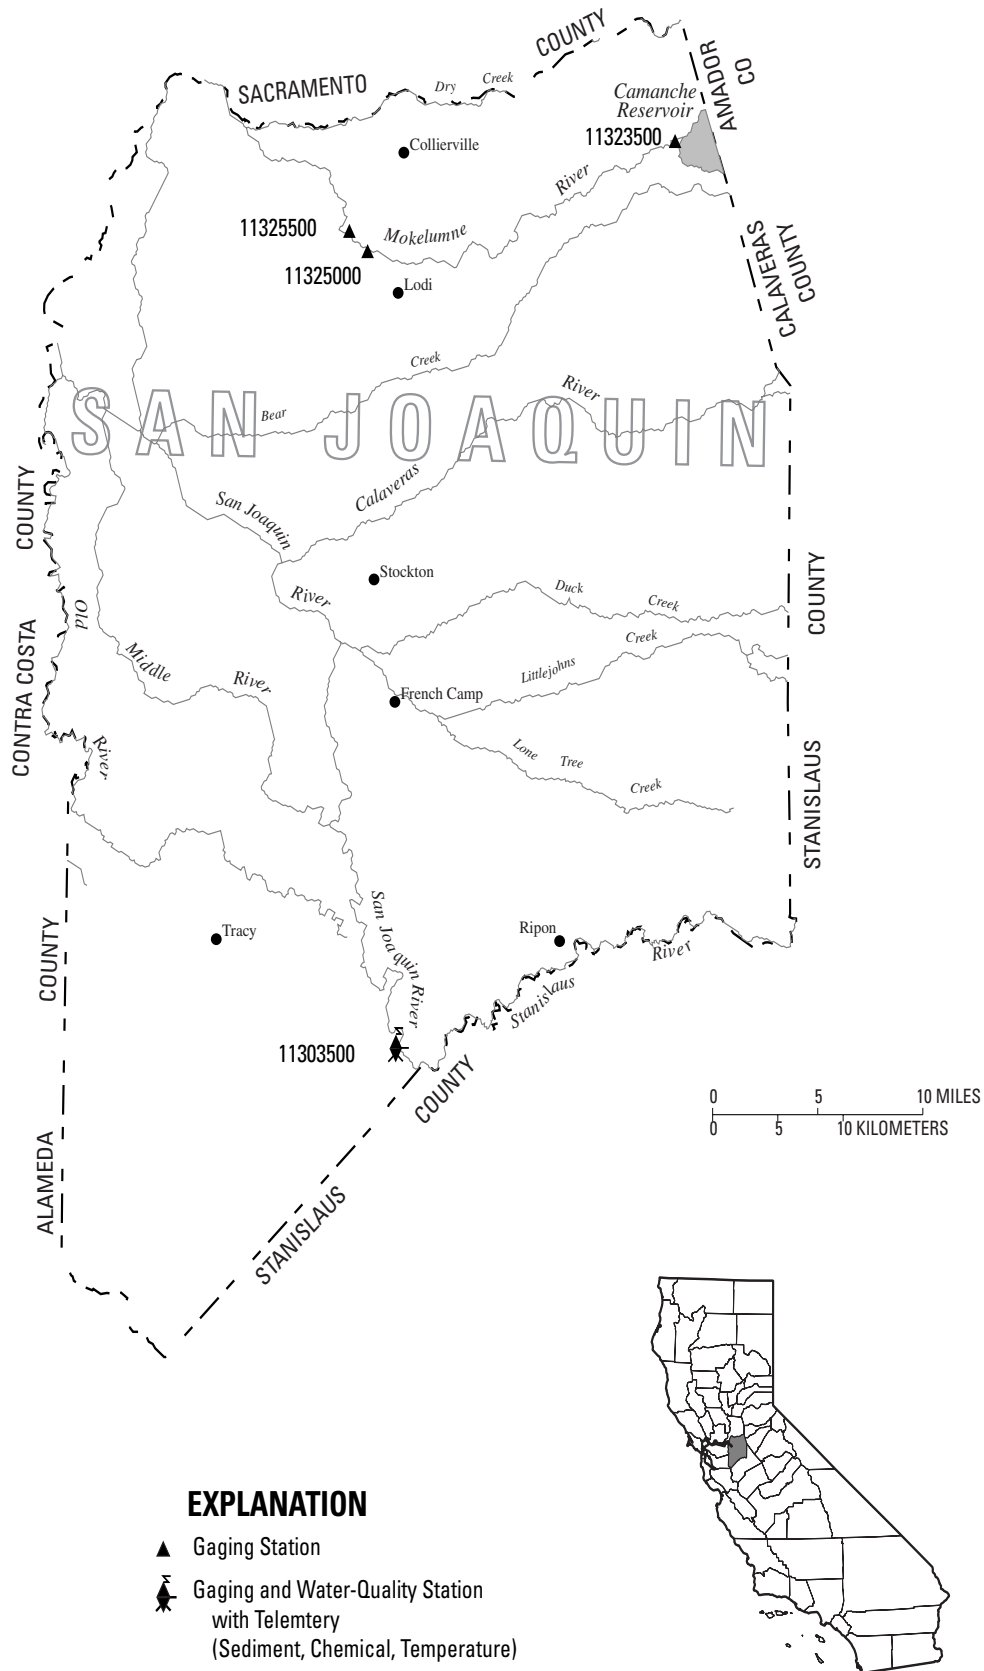 COUNTY
SACRAMENTO
Dry
Creek
AMADOR
CO
Camanche
Reservoir
11323500
Collierville
River
11325500
Mokelumne
11325000
Lodi
CALAVERAS
COUNTY
Creek
River
Bear
SAN JOAQUIN
Calaveras
San Joaquin
COUNTY
Stockton
River
Duck
Creek
COUNTY
Old
Creek
CONTRA COSTA
Middle
River
Littlejohns
French Camp
River
Lone
Tree
Creek
STANISLAUS
San Joaquin River
Tracy
Ripon
River
COUNTY
Stanislaus
11303500
COUNTY
0 5 10 MILES
0 5 10 KILOMETERS
ALAMEDA
STANISLAUS
EXPLANATION
Gaging Station
Gaging and Water-Quality Station
with Telemtery
(Sediment, Chemical, Temperature)